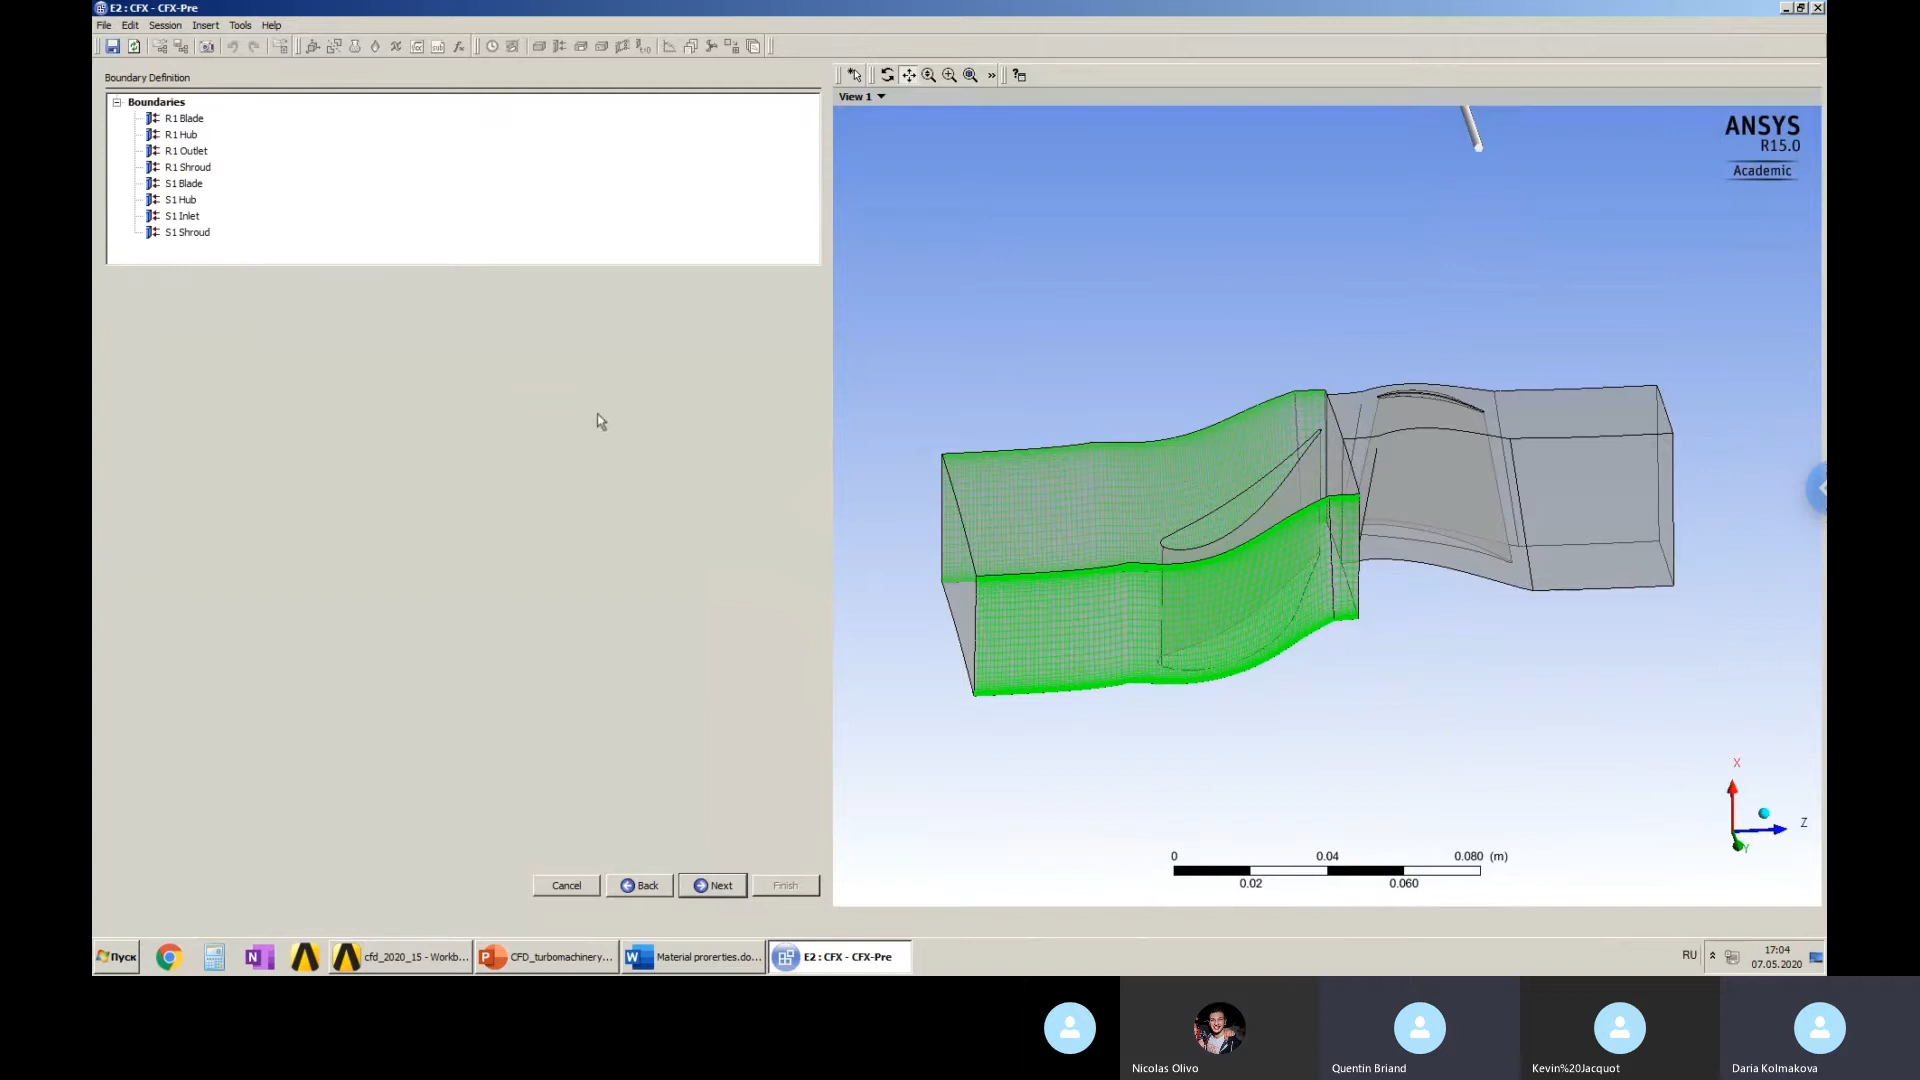 E2 : CFX - CFX-Pre
File Edit Session Insert Tools Help
Boundary Definition
Boundaries
R1 Blade
R1 Hub
R1 Outlet
R1 Shroud
S1 Blade
S1 Hub
S1 Inlet
S1 Shroud
View 1
ANSYS
R15.0
Academic
X
Z
Y
0 0.04 0.080 (m)
0.02 0.060
Cancel Back Next Finish
Пуск
cfd_2020_15 - Workb...
CFD_turbomachinery...
Material prorerties.do...
E2 : CFX - CFX-Pre
RU
17:04
07.05.2020
Nicolas Olivo
Quentin Briand
Kevin%20Jacquot
Daria Kolmakova